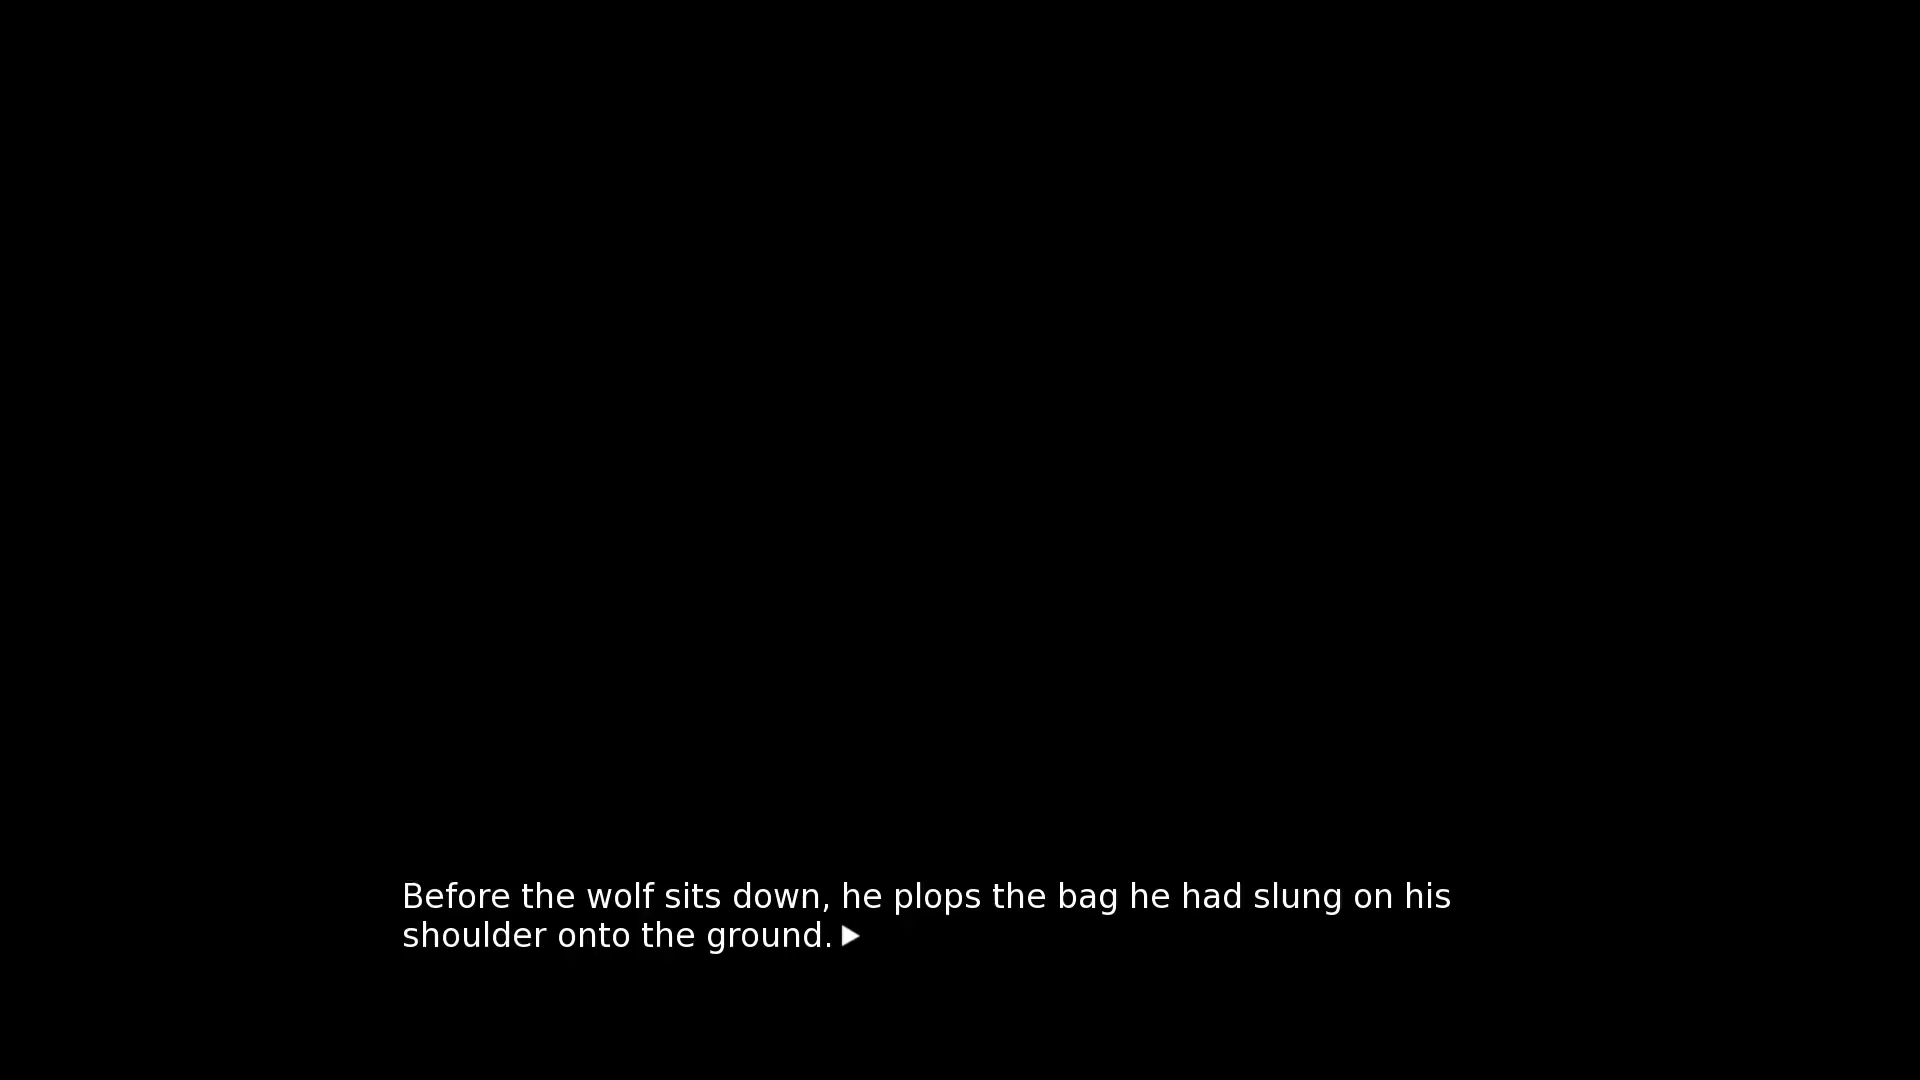 Before the wolf sits down, he plops the bag he had slung on his
shoulder onto the ground.